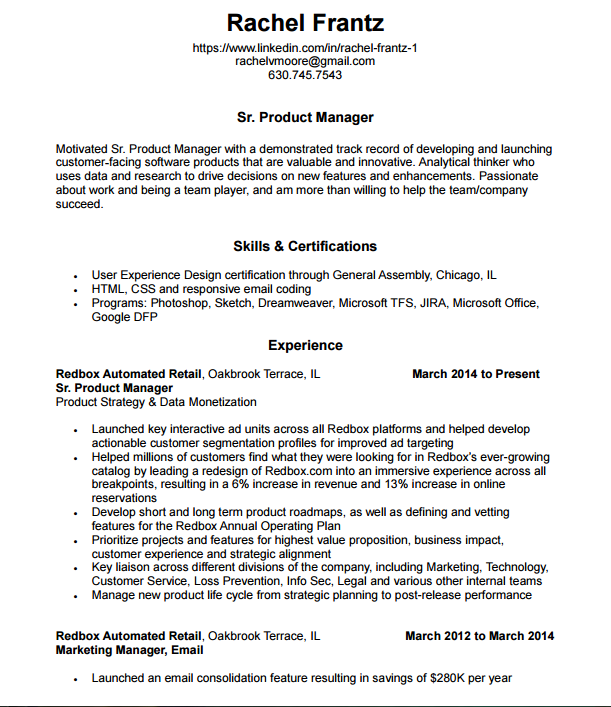 Rachel Frantz
https://www.linkedin.com/in/rachel-frantz-1
rachelvmoore@gmail.com
630.745.7543
Sr. Product Manager
Motivated Sr. Product Manager with a demonstrated track record of developing and launching
customer-facing software products that are valuable and innovative. Analytical thinker who
uses data and research to drive decisions on new features and enhancements. Passionate
about work and being a team player, and am more than willing to help the team/company
succeed.
Skills & Certifications
• User Experience Design certification through General Assembly, Chicago, IL
• HTML, CSS and responsive email coding
• Programs: Photoshop, Sketch, Dreamweaver, Microsoft TFS, JIRA, Microsoft Office,
Google DFP
Experience
Redbox Automated Retail, Oakbrook Terrace, IL March 2014 to Present
Sr. Product Manager
Product Strategy & Data Monetization
• Launched key interactive ad units across all Redbox platforms and helped develop
actionable customer segmentation profiles for improved ad targeting
• Helped millions of customers find what they were looking for in Redbox's ever-growing
catalog by leading a redesign of Redbox.com into an immersive experience across all
breakpoints, resulting in a 6% increase in revenue and 13% increase in online
reservations
• Develop short and long term product roadmaps, as well as defining and vetting
features for the Redbox Annual Operating Plan
• Prioritize projects and features for highest value proposition, business impact,
customer experience and strategic alignment
• Key liaison across different divisions of the company, including Marketing, Technology,
Customer Service, Loss Prevention, Info Sec, Legal and various other internal teams
• Manage new product life cycle from strategic planning to post-release performance
Redbox Automated Retail, Oakbrook Terrace, IL March 2012 to March 2014
Marketing Manager, Email
• Launched an email consolidation feature resulting in savings of $280K per year